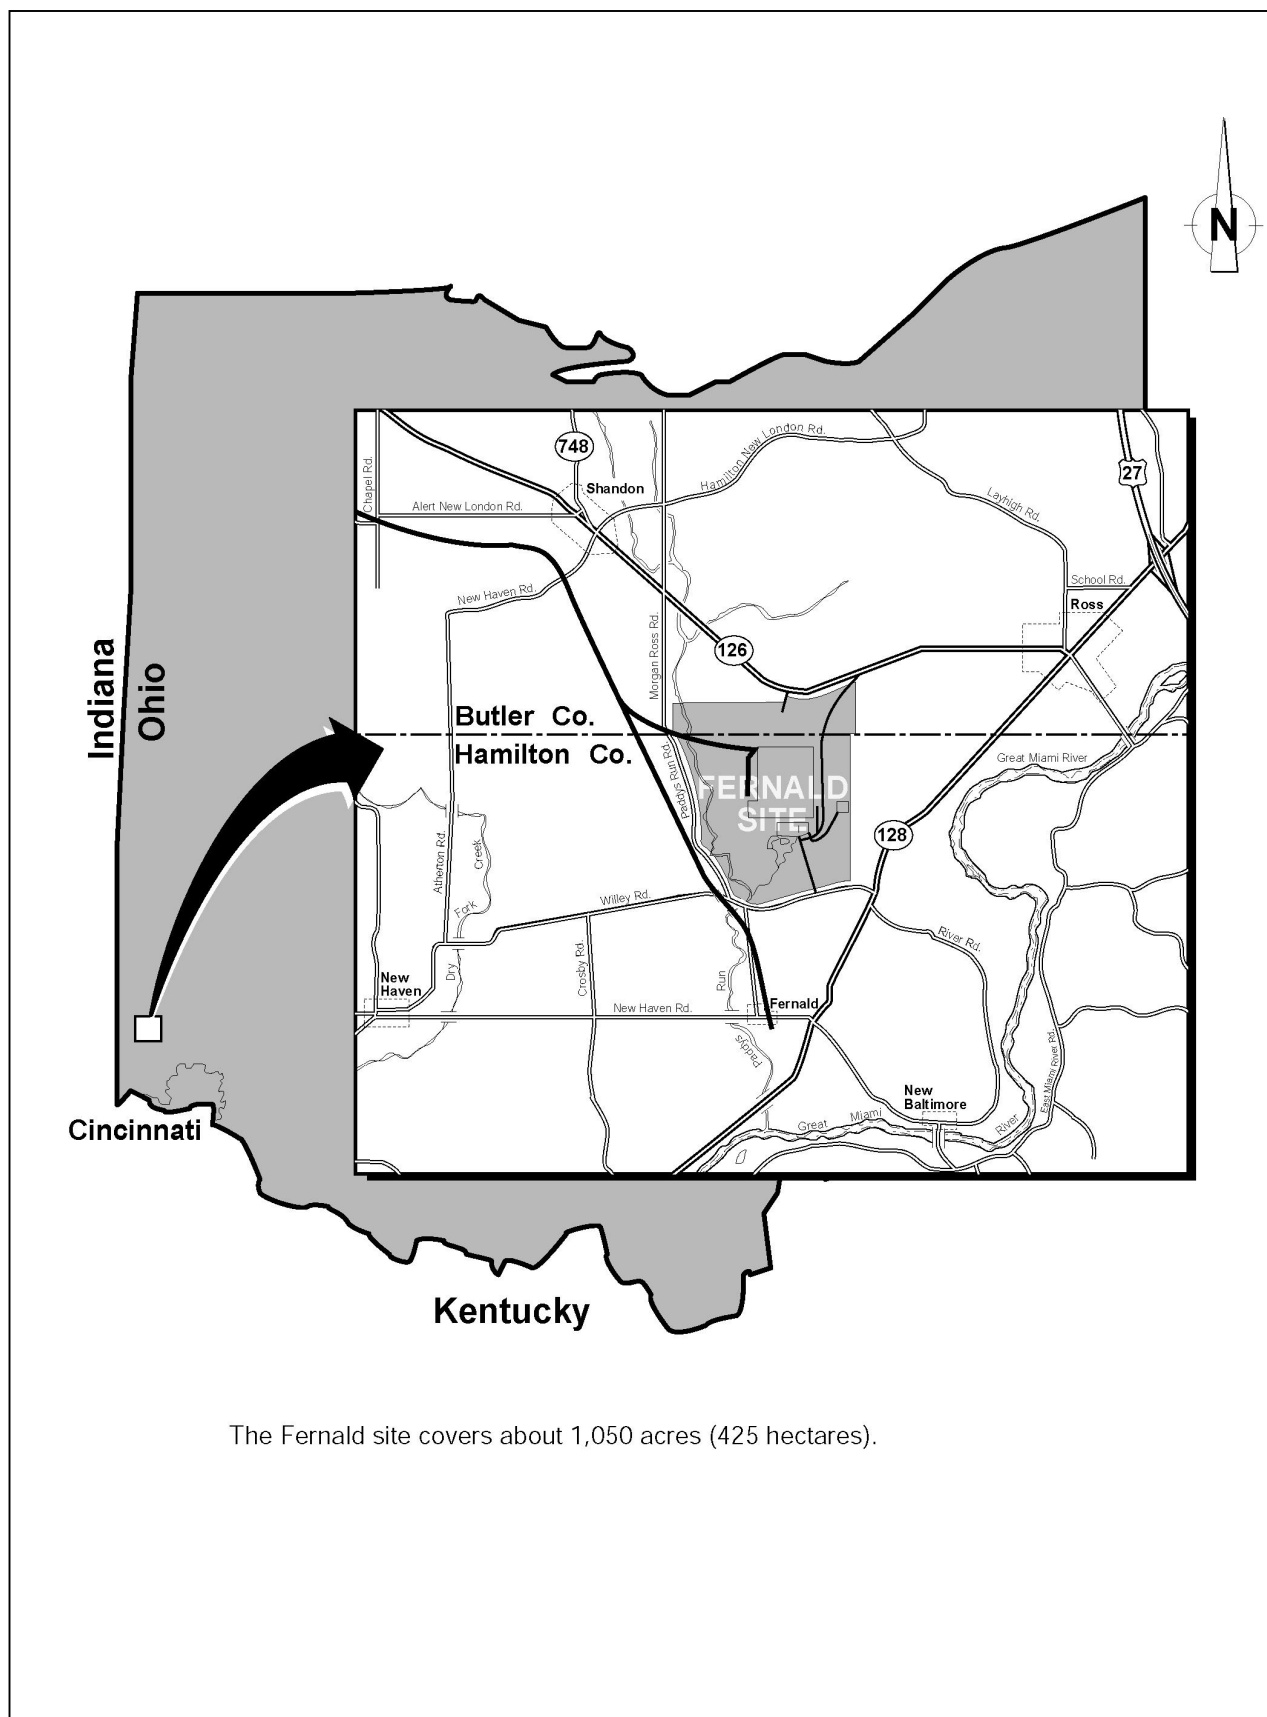 N
748
Shandon
Hamilton New London Rd.
27
Chapel Rd.
Alert New London Rd.
Layhigh Rd.
New Haven Rd.
School Rd.
Ross
Morgan Ross Rd.
126
Indiana
Ohio
Butler Co.
Hamilton Co.
Great Miami River
Paddys Run Rd.
FERNALD
SITE
128
Atherton Rd.
Creek
Fork
Dry
Willey Rd.
River Rd.
Crosby Rd.
New
Haven
Run
Paddys
Fernald
New Haven Rd.
East Miami River Rd.
New
Baltimore
Great Miami River
Cincinnati
Kentucky
The Fernald site covers about 1,050 acres (425 hectares).